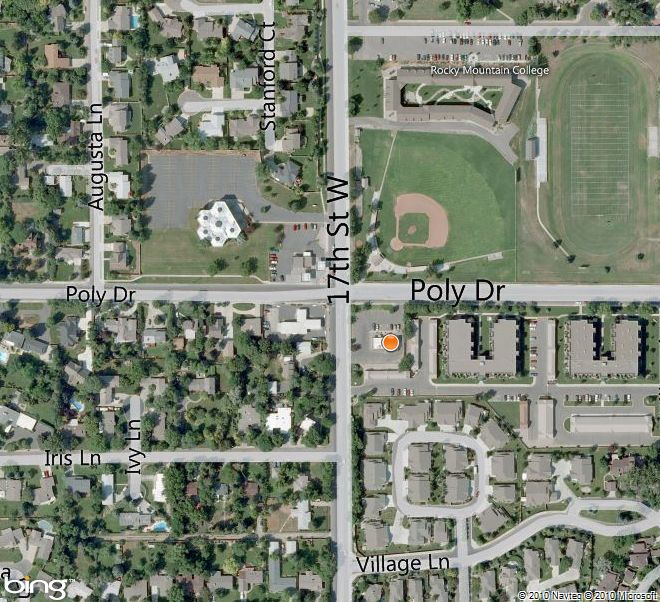 Rocky Mountain College
Stanford Ct
Augusta Ln
17th St W
Poly Dr
Poly Dr
Ivy Ln
Iris Ln
Village Ln
a
bing
© 2010 Navteq © 2010 Microsoft